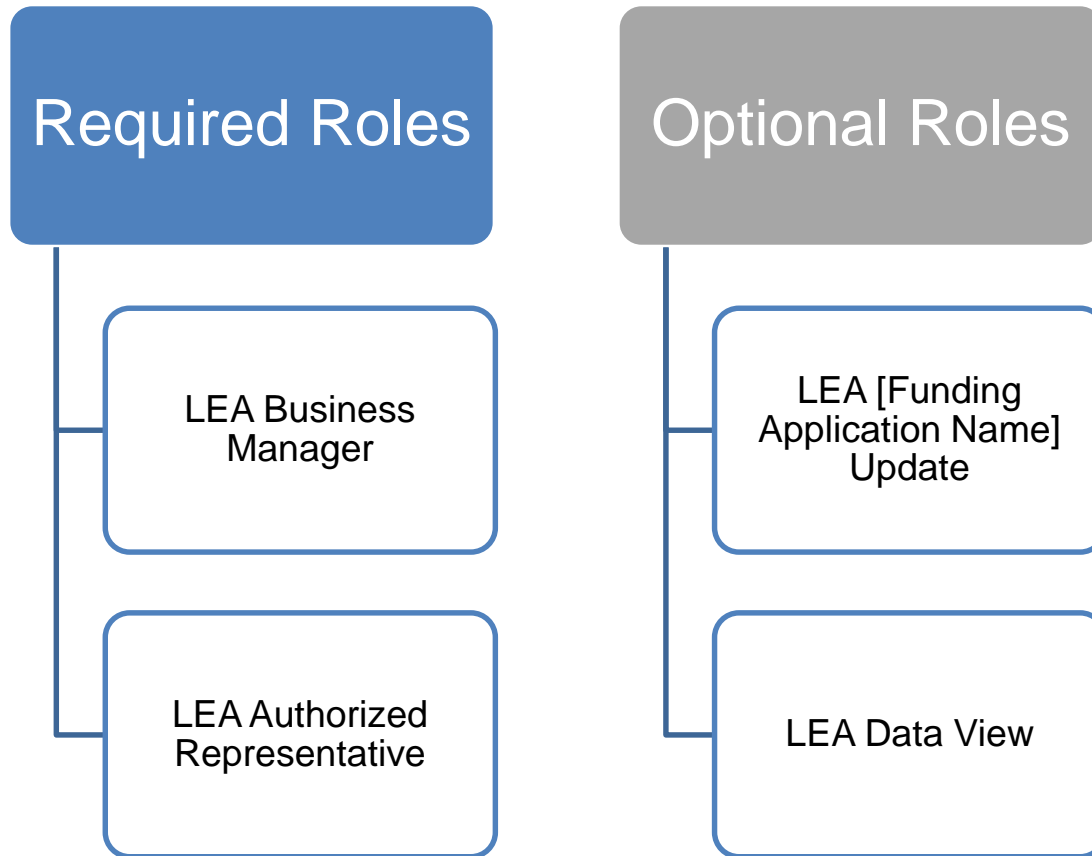 Required Roles
LEA Business
Manager
LEA Authorized
Representative
Optional Roles
LEA [Funding
Application Name]
Update
LEA Data View